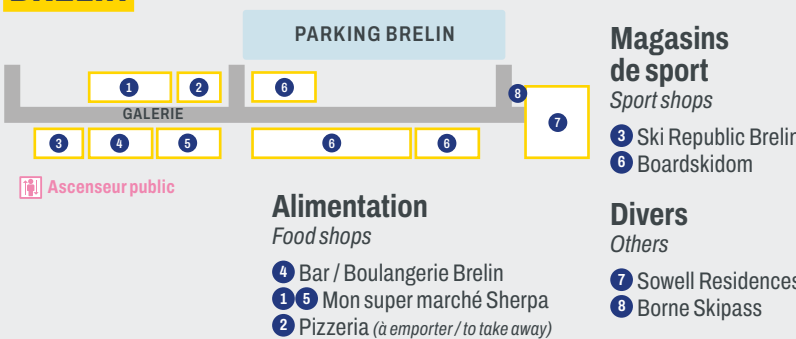 PARKING BRELIN
1
2
6
8
GALERIE
7
3
4
5
6
6
Ascenseur public
Alimentation
Food shops
4 Bar / Boulangerie Brelin
1 5 Mon super marché Sherpa
2 Pizzeria (à emporter / to take away)
Magasins
de sport
Sport shops
3 Ski Republic Brelin
6 Boardskidom
Divers
Others
7 Sowell Residences
8 Borne Skipass